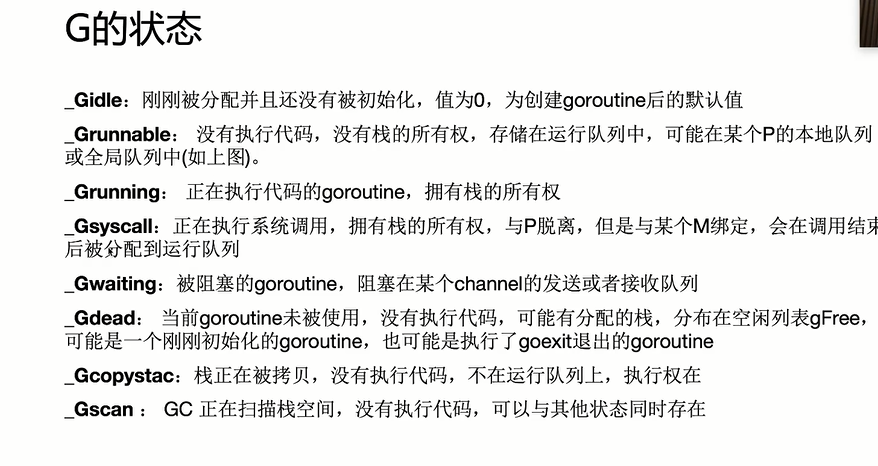 G的状态
_Gidle：刚刚被分配并且还没有被初始化，值为0，为创建goroutine后的默认值
_Grunnable： 没有执行代码，没有栈的所有权，存储在运行队列中，可能在某个P的本地队列
或全局队列中(如上图)。
_Grunning： 正在执行代码的goroutine，拥有栈的所有权
_Gsyscall：正在执行系统调用，拥有栈的所有权，与P脱离，但是与某个M绑定，会在调用结束
后被分配到运行队列
_Gwaiting：被阻塞的goroutine，阻塞在某个channel的发送或者接收队列
_Gdead： 当前goroutine未被使用，没有执行代码，可能有分配的栈，分布在空闲列表gFree，
可能是一个刚刚初始化的goroutine，也可能是执行了goexit退出的goroutine
_Gcopystac：栈正在被拷贝，没有执行代码，不在运行队列上，执行权在
_Gscan ： GC 正在扫描栈空间，没有执行代码，可以与其他状态同时存在